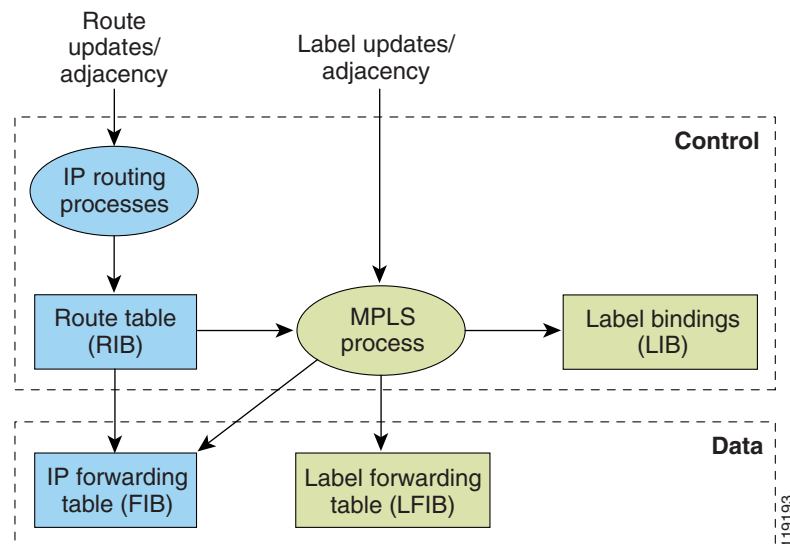 Route
updates/
adjacency
Label updates/
adjacency
Control
IP routing
processes
Route table
(RIB)
MPLS
process
Label bindings
(LIB)
Data
IP forwarding
table (FIB)
Label forwarding
table (LFIB)
119193